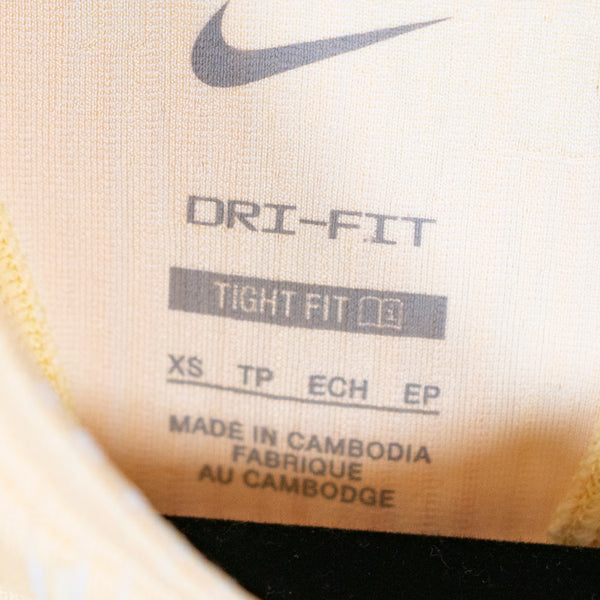 DRI-FIT
TIGHT FIT
XS TP ECH EP
MADE IN CAMBODIA
FABRIQUE
AU CAMBODGE